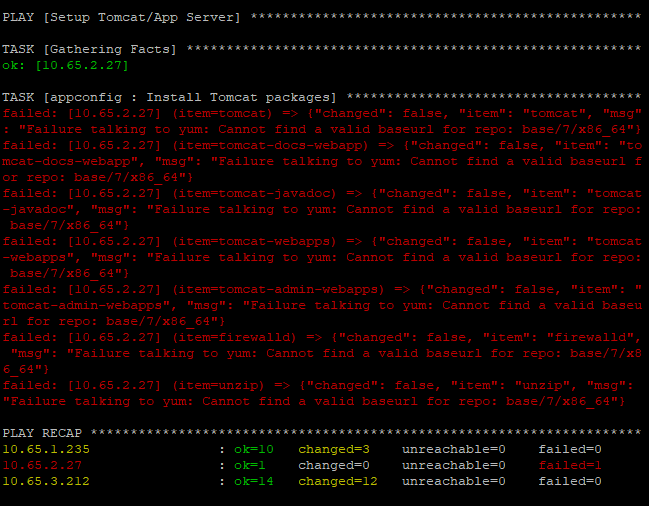 PLAY [Setup Tomcat/App Server] *************************************************
TASK [Gathering Facts] *********************************************************
ok: [10.65.2.27]
TASK [appconfig : Install Tomcat packages] *************************************
failed: [10.65.2.27] (item=tomcat) => {"changed": false, "item": "tomcat", "msg"
: "Failure talking to yum: Cannot find a valid baseurl for repo: base/7/x86_64"}
failed: [10.65.2.27] (item=tomcat-docs-webapp) => {"changed": false, "item": "to
mcat-docs-webapp", "msg": "Failure talking to yum: Cannot find a valid baseurl f
or repo: base/7/x86_64"}
failed: [10.65.2.27] (item=tomcat-javadoc) => {"changed": false, "item": "tomcat
-javadoc", "msg": "Failure talking to yum: Cannot find a valid baseurl for repo:
 base/7/x86_64"}
failed: [10.65.2.27] (item=tomcat-webapps) => {"changed": false, "item": "tomcat
-webapps", "msg": "Failure talking to yum: Cannot find a valid baseurl for repo:
 base/7/x86_64"}
failed: [10.65.2.27] (item=tomcat-admin-webapps) => {"changed": false, "item": "
tomcat-admin-webapps", "msg": "Failure talking to yum: Cannot find a valid baseu
rl for repo: base/7/x86_64"}
failed: [10.65.2.27] (item=firewalld) => {"changed": false, "item": "firewalld",
 "msg": "Failure talking to yum: Cannot find a valid baseurl for repo: base/7/x8
6_64"}
failed: [10.65.2.27] (item=unzip) => {"changed": false, "item": "unzip", "msg":
"Failure talking to yum: Cannot find a valid baseurl for repo: base/7/x86_64"}
PLAY RECAP *********************************************************************
10.65.1.235                : ok=10   changed=3    unreachable=0    failed=0
10.65.2.27                 : ok=1    changed=0    unreachable=0    failed=1
10.65.3.212                : ok=14   changed=12   unreachable=0    failed=0